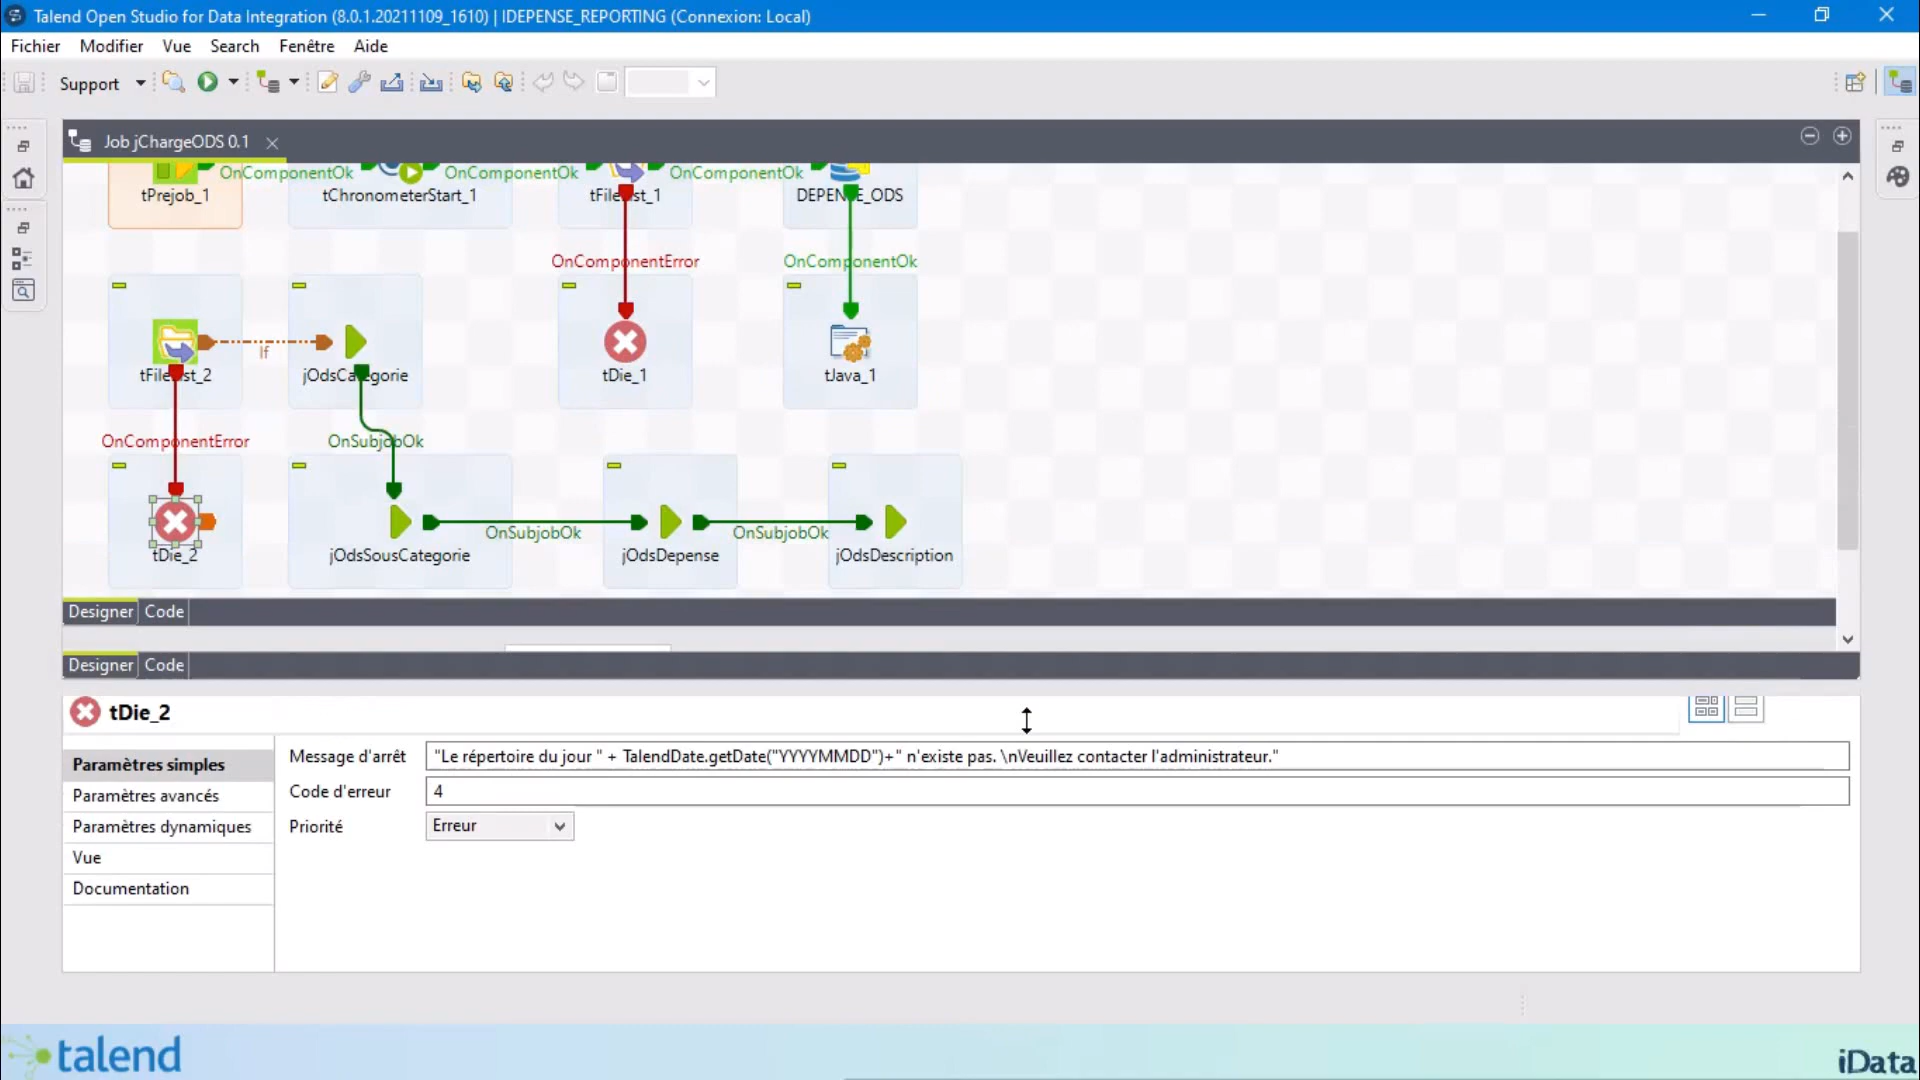 Talend Open Studio for Data Integration (8.0.1.20211109_1610) | IDEPENSE_REPORTING (Connexion: Local)
Fichier Modifier Vue Search Fenêtre Aide
Support
Job jChargeODS 0.1
OnComponentOk OnComponentOk OnComponentOk
tPrejob_1 tChronometerStart_1 tFileList_1 DEPENSE_ODS
OnComponentError OnComponentOk
If
tFileList_2 jOdsCategorie tDie_1 tJava_1
OnComponentError OnSubjobOk
OnSubjobOk OnSubjobOk
tDie_2 jOdsSousCategorie jOdsDepense jOdsDescription
Designer Code
Designer Code
tDie_2
Paramètres simples
Paramètres avancés
Paramètres dynamiques
Vue
Documentation
Message d'arrêt "Le répertoire du jour " + TalendDate.getDate("YYYYMMDD")+" n'existe pas. \nVeuillez contacter l'administrateur."
Code d'erreur 4
Priorité Erreur
talend
iData